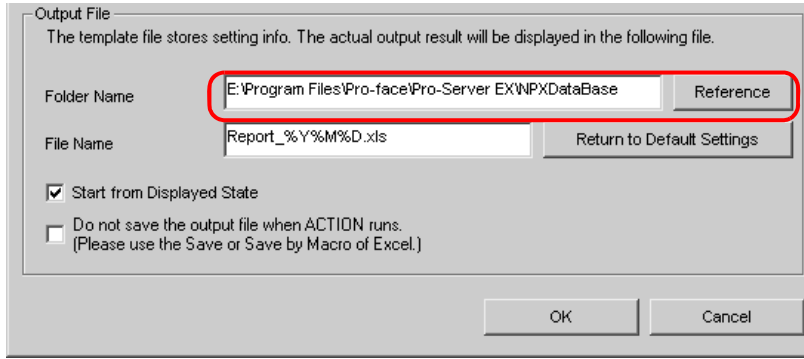 Output File
The template file stores setting info. The actual output result will be displayed in the following file.
Folder Name
E:\Program Files\Pro-face\Pro-Server EX\NPXDataBase
Reference
File Name
Report_%Y%M%D.xls
Return to Default Settings
Start from Displayed State
Do not save the output file when ACTION runs.
(Please use the Save or Save by Macro of Excel.)
OK
Cancel